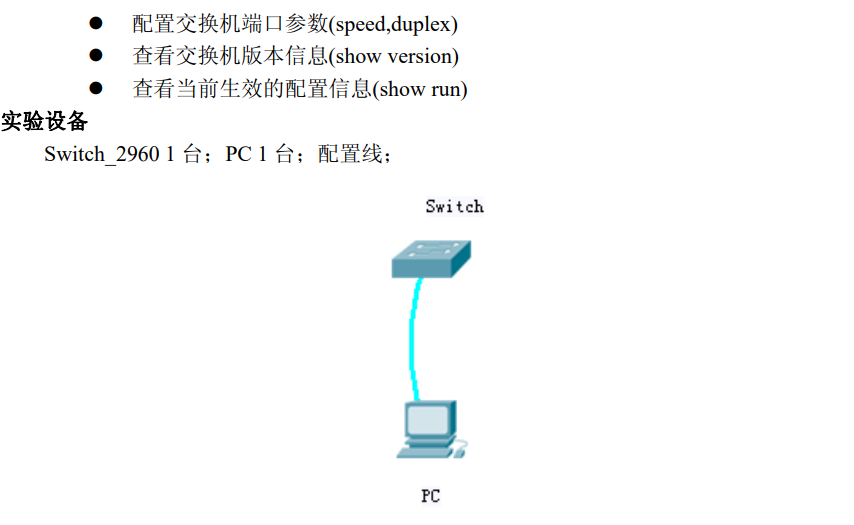 ● 配置交换机端口参数(speed,duplex)
● 查看交换机版本信息(show version)
● 查看当前生效的配置信息(show run)
实验设备
Switch_2960 1 台；PC 1 台；配置线；
Switch
PC